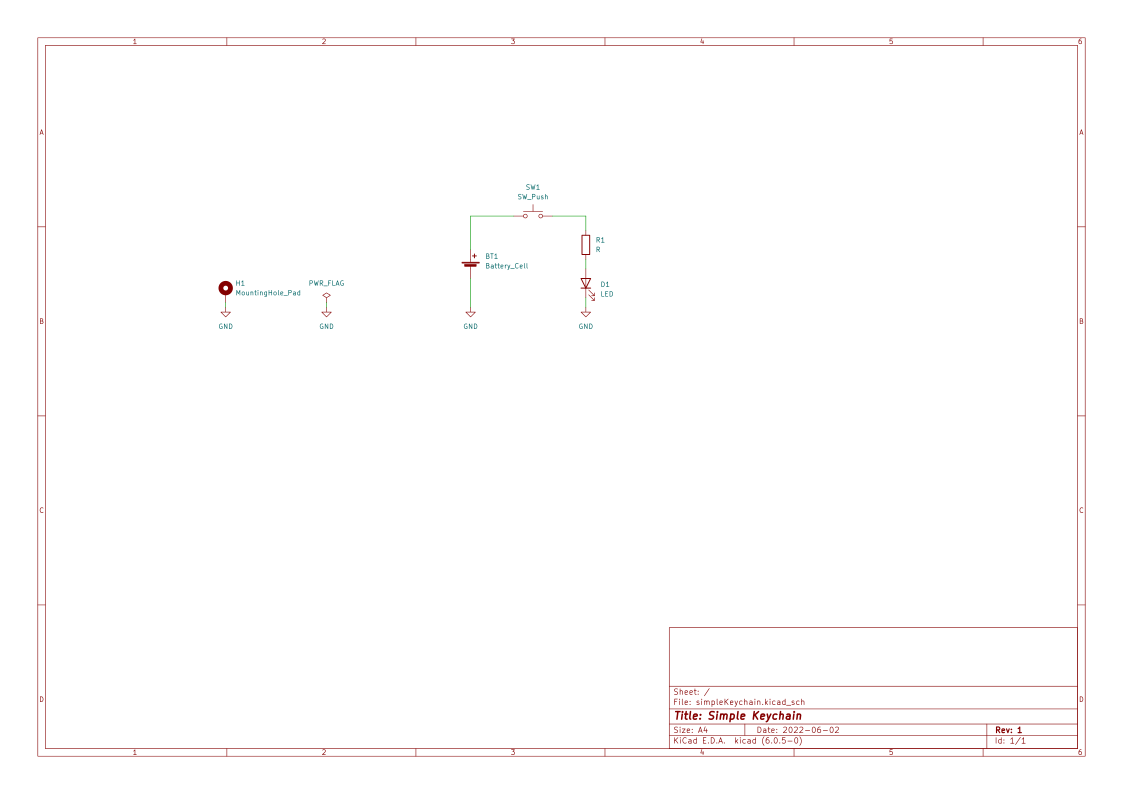 1 2 3 4 5 6
A A
SW1
SW_Push
R1
R
BT1
Battery_Cell
H1
MountingHole_Pad
PWR_FLAG
D1
LED
B B
GND GND GND GND
C C
D D
Sheet: /
File: simpleKeychain.kicad_sch
Title: Simple Keychain
Size: A4 Date: 2022-06-02 Rev: 1
KiCad E.D.A. kicad (6.0.5-0) Id: 1/1
1 2 3 4 5 6